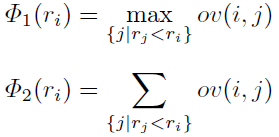 Φ₁(rᵢ) = max ov(i, j)
{j|rⱼ<rᵢ}
Φ₂(rᵢ) = ∑ ov(i, j)
{j|rⱼ<rᵢ}